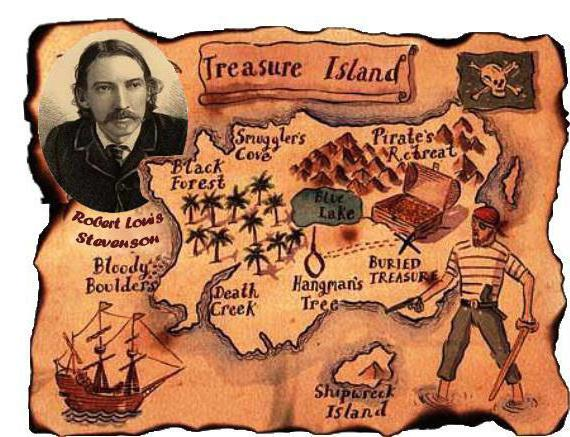 Treasure Island
Smuggler's
Cove
Pirate's
Retreat
Black
Forest
Blue
Lake
Robert Louis
Stevenson
Bloody
Boulders
BURIED
TREASURE
Death
Creek
Hangman's
Tree
Shipwreck
Island